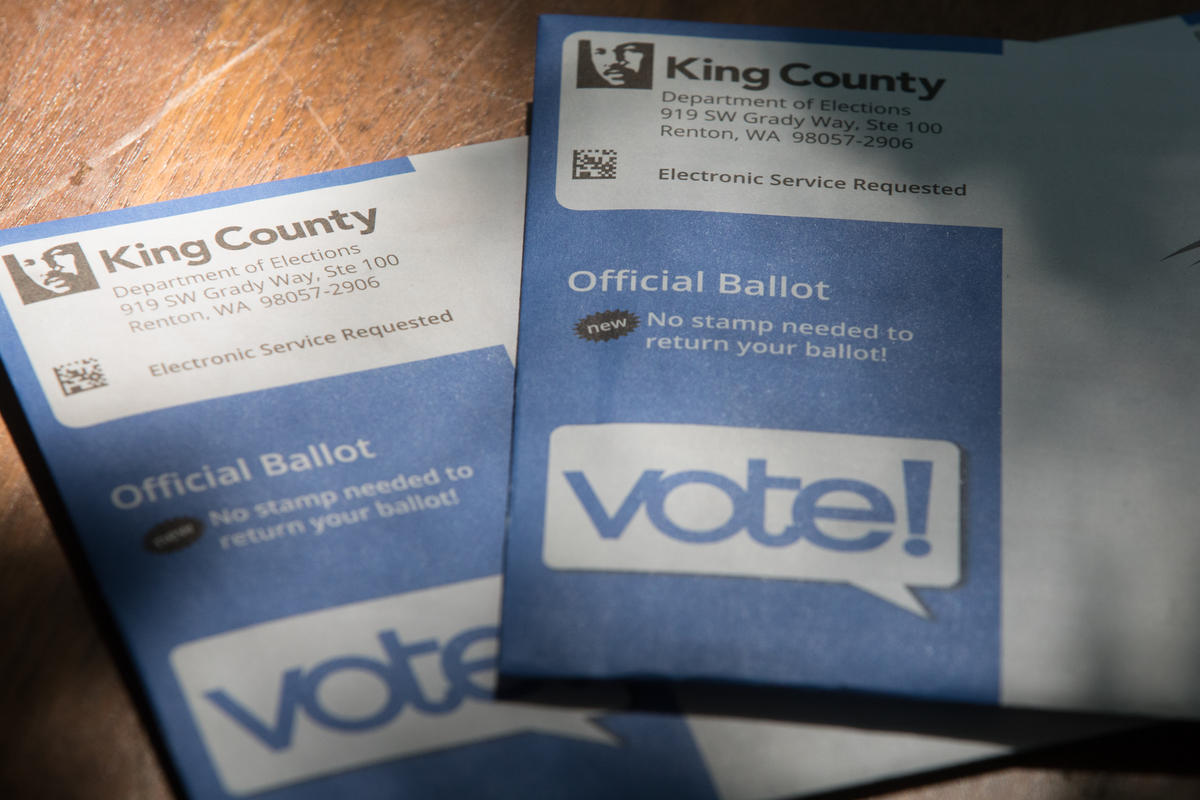 King County
Department of Elections
919 SW Grady Way, Ste 100
Renton, WA 98057-2906
Electronic Service Requested
Official Ballot
new
No stamp needed to
return your ballot!
vote
King County
Department of Elections
919 SW Grady Way, Ste 100
Renton, WA 98057-2906
Electronic Service Requested
Official Ballot
new
No stamp needed to
return your ballot!
vote!